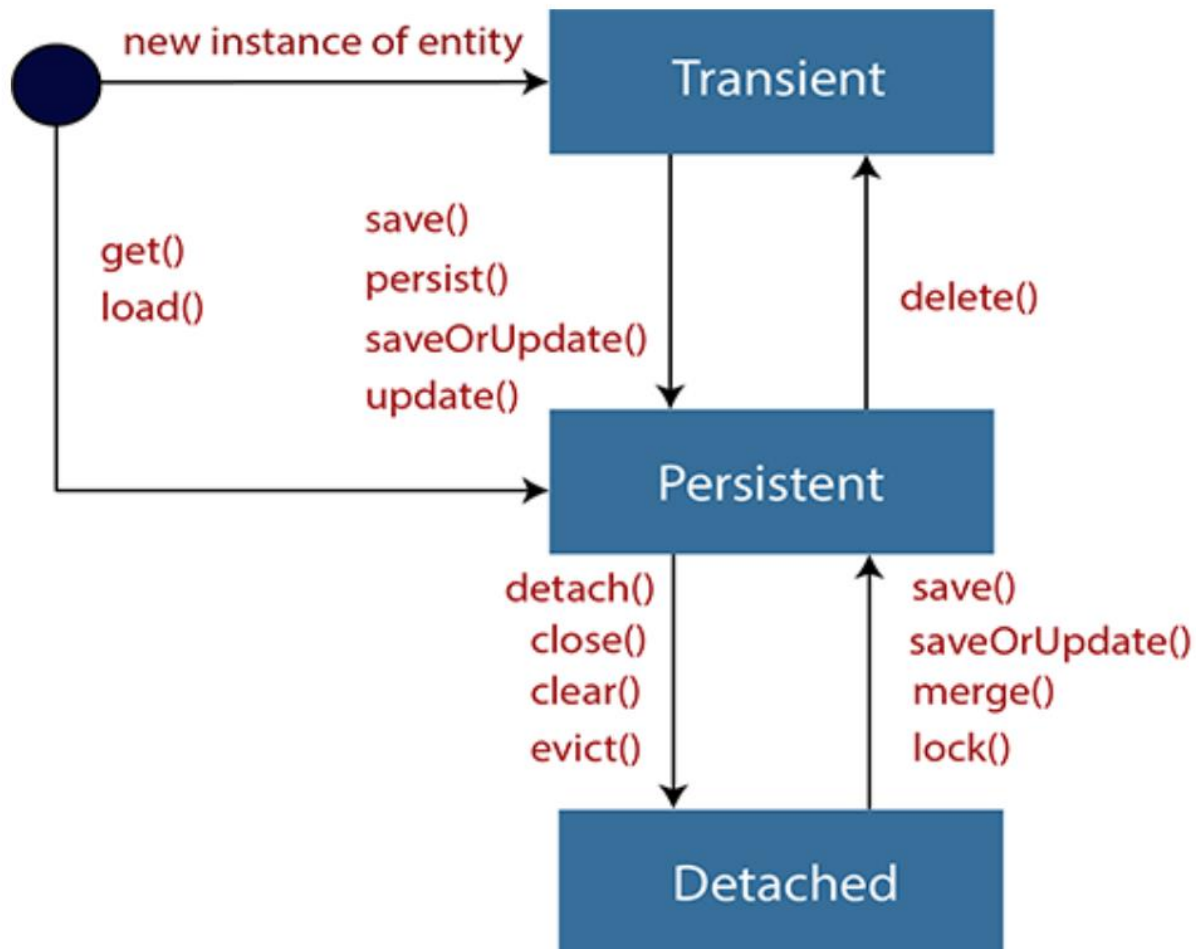 new instance of entity
Transient
get()
load()
save()
persist()
saveOrUpdate()
update()
delete()
Persistent
detach()
close()
clear()
evict()
save()
saveOrUpdate()
merge()
lock()
Detached